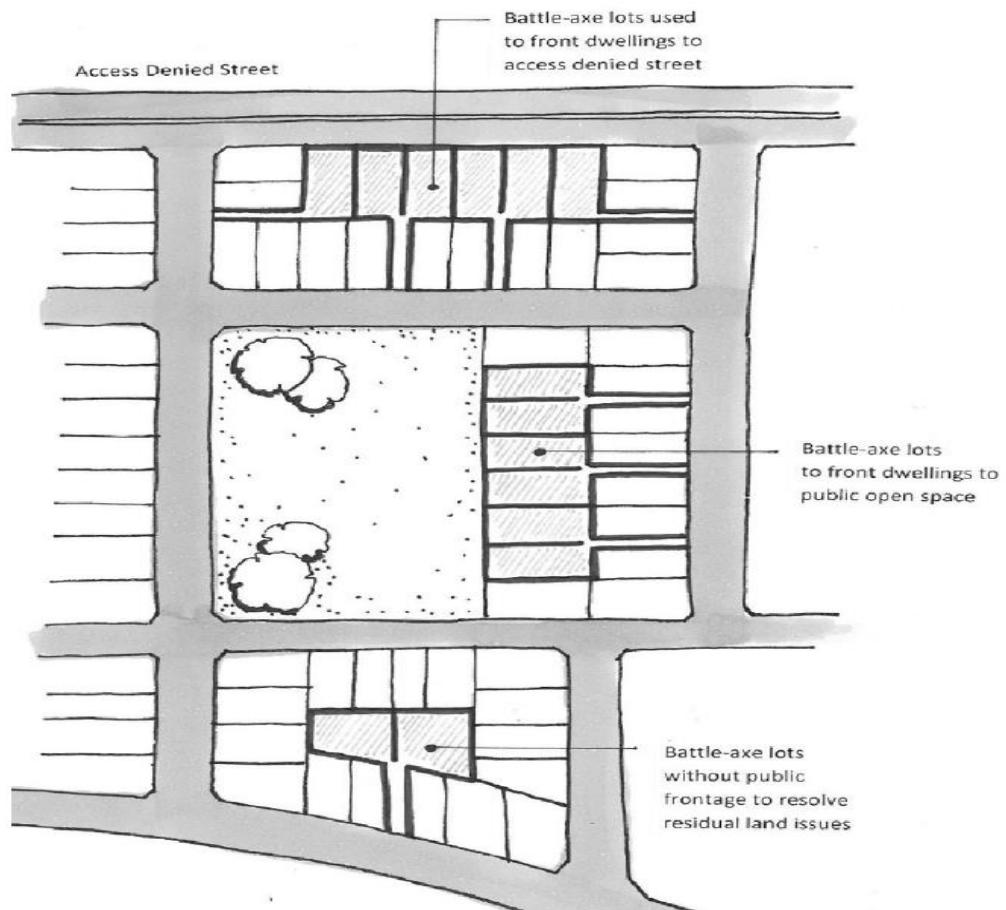 Battle-axe lots used
to front dwellings to
access denied street
Access Denied Street
Battle-axe lots
to front dwellings to
public open space
Battle-axe lots
without public
frontage to resolve
residual land issues